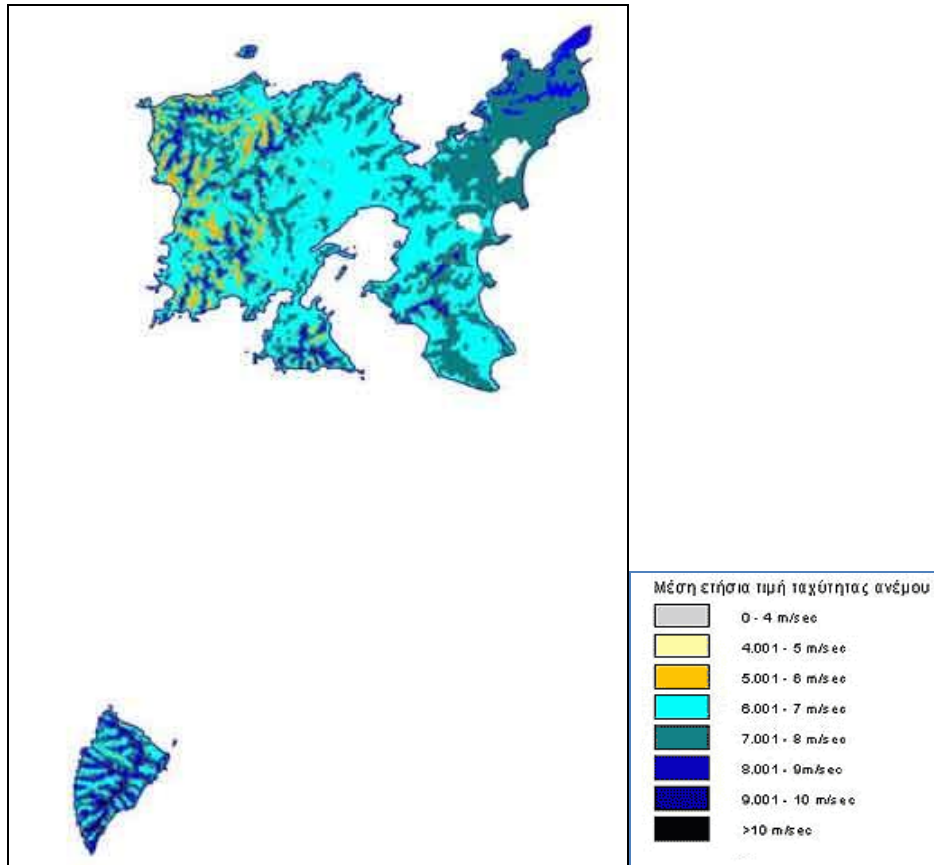 Μέση ετήσια τιμή ταχύτητας ανέμου
0 - 4 m/sec
4.001 - 5 m/sec
5.001 - 6 m/sec
6.001 - 7 m/sec
7.001 - 8 m/sec
8.001 - 9m/sec
9.001 - 10 m/sec
>10 m/sec